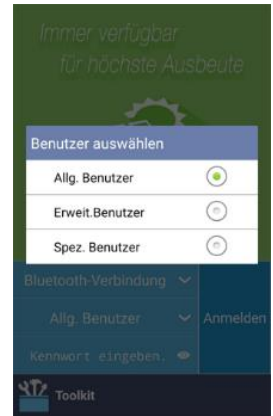 Immer verfügbar
für höchste Ausbeute
Benutzer auswählen
Allg. Benutzer
Erweit.Benutzer
Spez. Benutzer
Bluetooth-Verbindung
Allg. Benutzer
Anmelden
Kennwort eingeben.
Toolkit